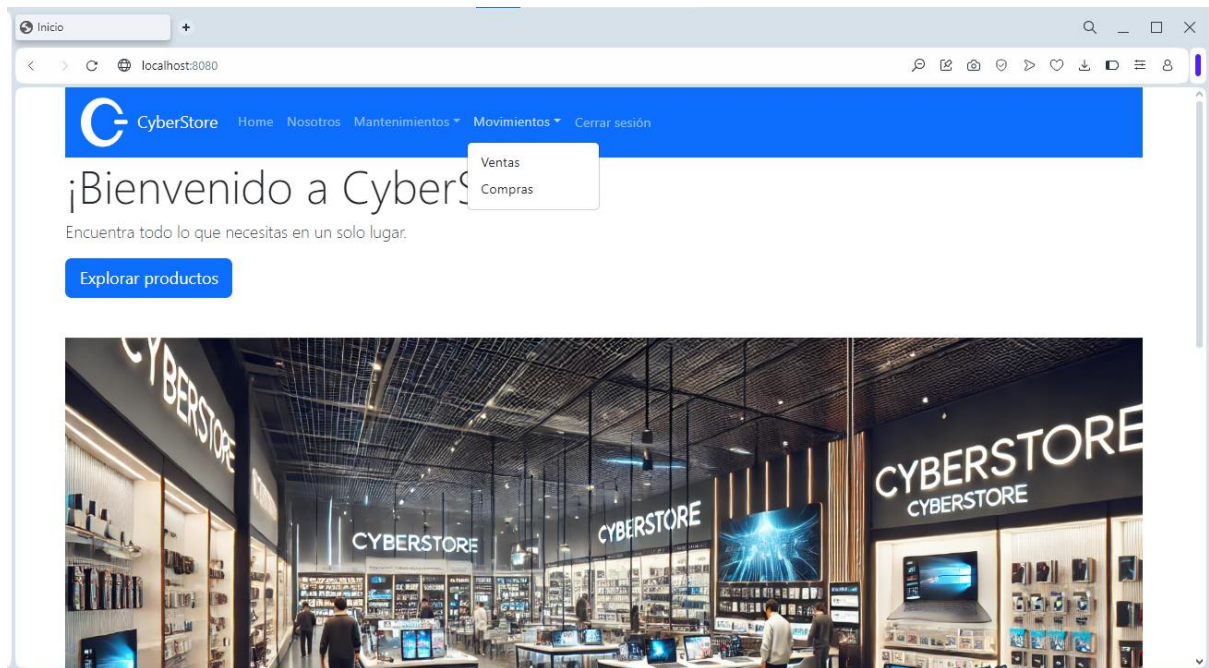 Inicio
localhost:8080
CyberStore Home Nosotros Mantenimientos Movimientos Cerrar sesión
Ventas
Compras
¡Bienvenido a CyberS
Encuentra todo lo que necesitas en un solo lugar.
Explorar productos
CYBERSTORE
CYBERSTORE
CYBERSTORE
CYBERSTORE
CYBERSTORE